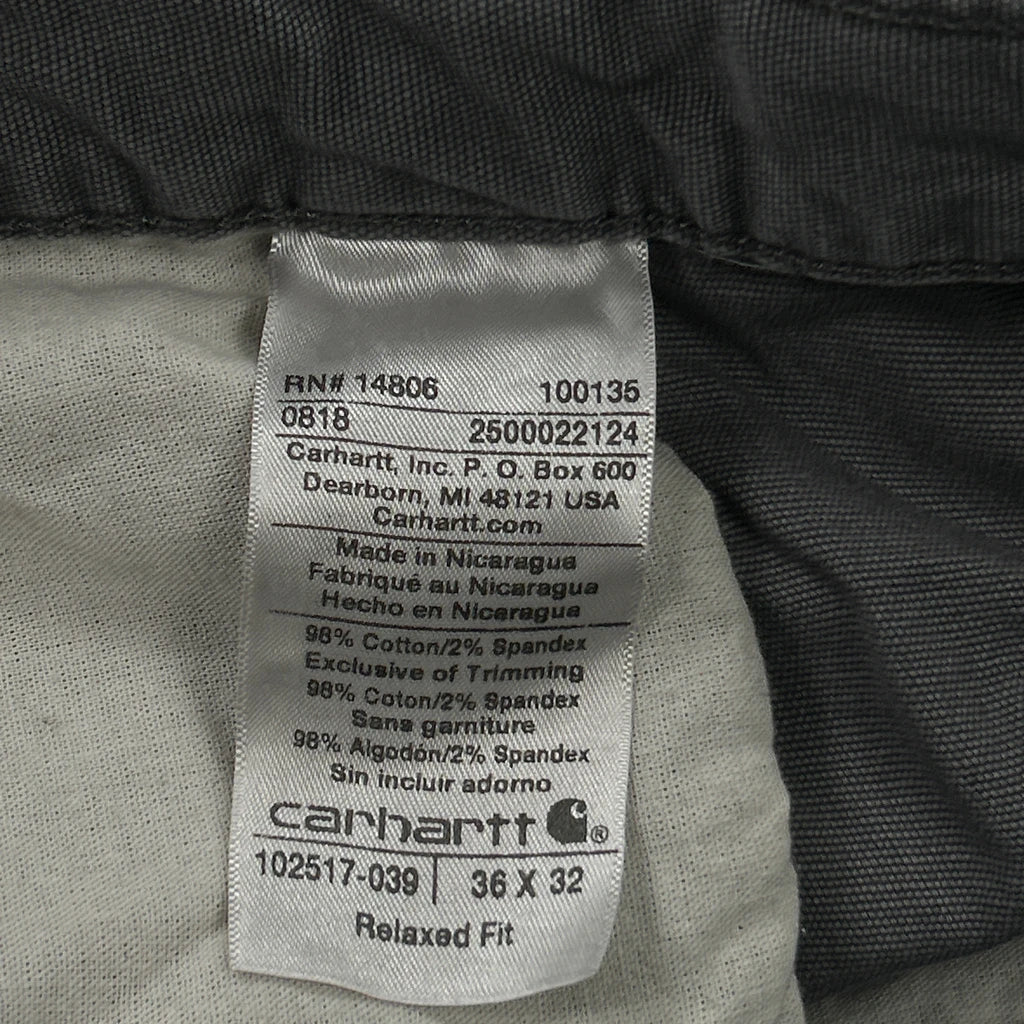 RN# 14806 100135
0818 2500022124
Carhartt, Inc. P. O. Box 600
Dearborn, MI 48121 USA
Carhartt.com
Made in Nicaragua
Fabriqué au Nicaragua
Hecho en Nicaragua
98% Cotton/2% Spandex
Exclusive of Trimming
98% Coton/2% Spandex
Sans garniture
98% Algodón/2% Spandex
Sin incluir adorno
carhartt ®
102517-039 | 36 X 32
Relaxed Fit